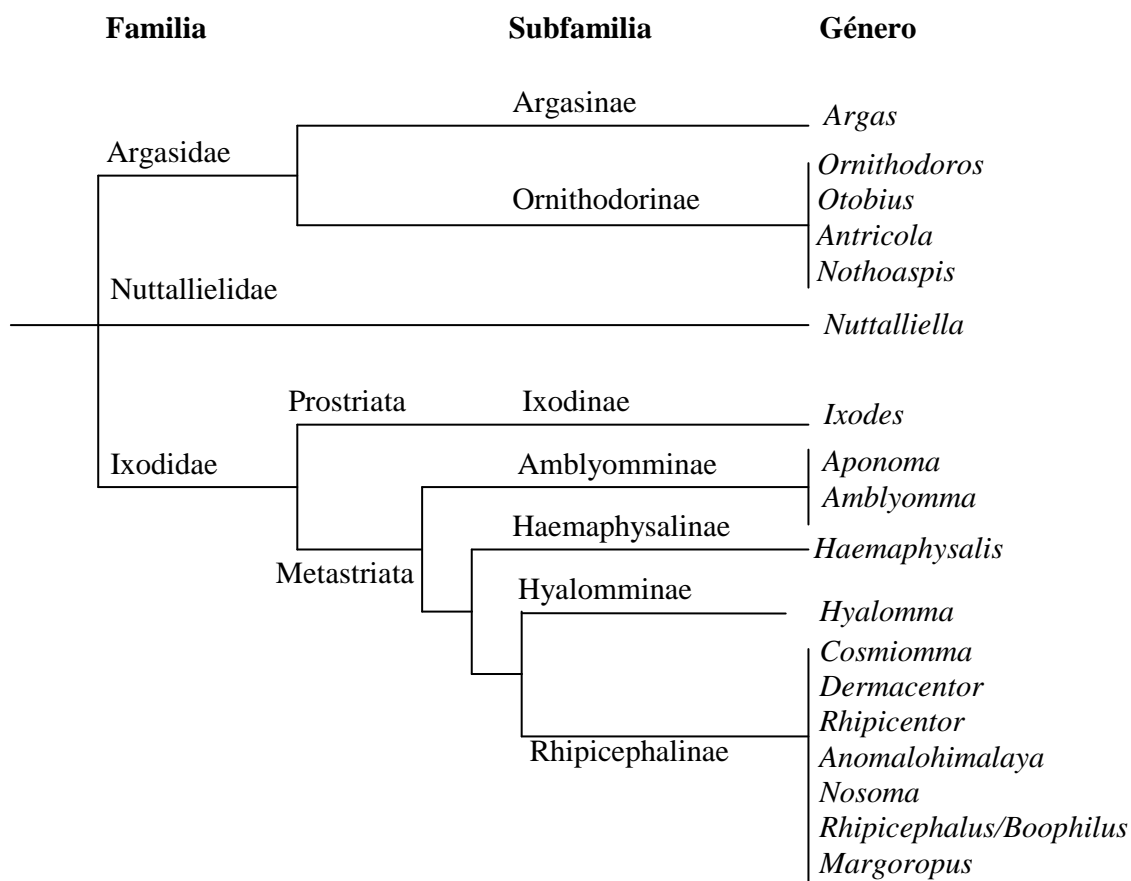 Familia Subfamilia Género
Argasinae
Argas
Argasidae
Ornithodoros
Ornithodorinae
Otobius
Antricola
Nothoaspis
Nuttallielidae
Nuttalliella
Prostriata Ixodinae
Ixodes
Ixodidae
Amblyomminae
Aponoma
Amblyomma
Haemaphysalinae
Haemaphysalis
Metastriata
Hyalomminae
Hyalomma
Cosmiomma
Dermacentor
Rhipicentor
Rhipicephalinae
Anomalohimalaya
Nosoma
Rhipicephalus/Boophilus
Margoropus